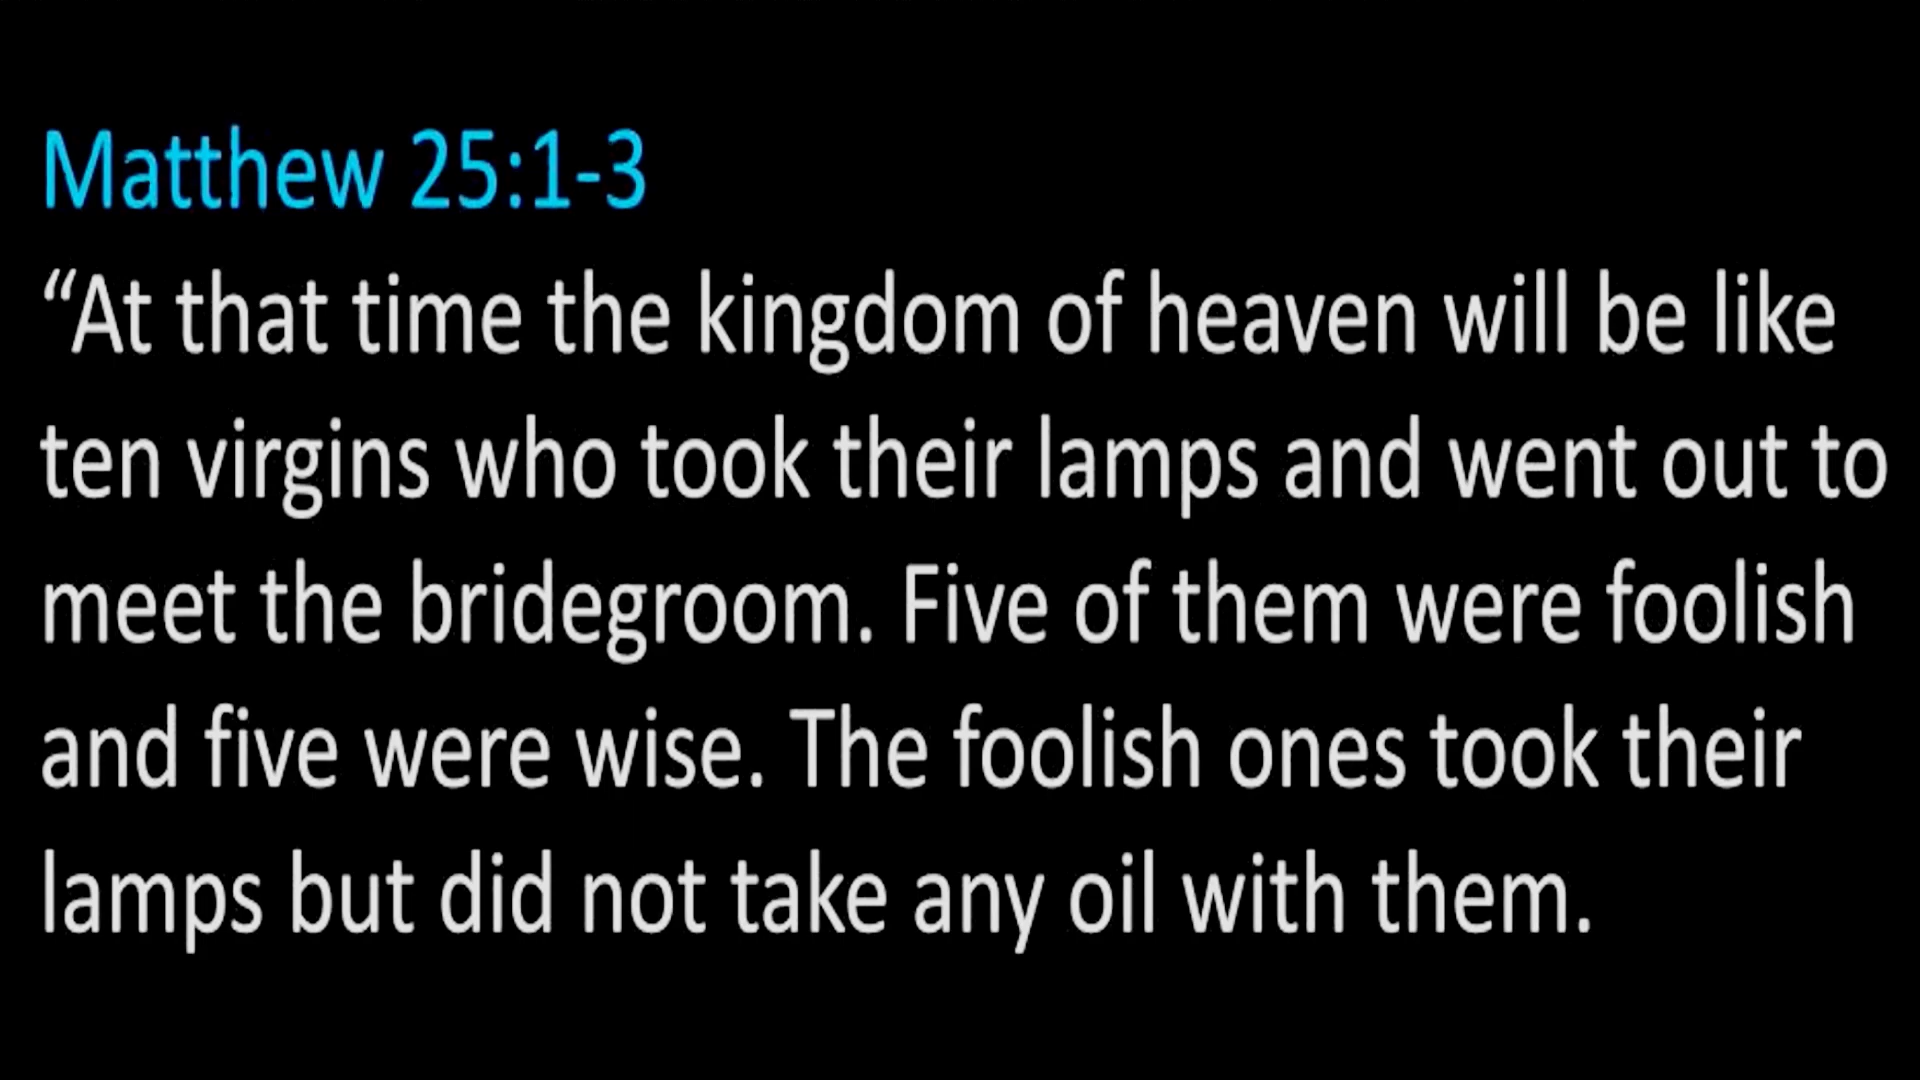 Matthew 25:1-3
“At that time the kingdom of heaven will be like
ten virgins who took their lamps and went out to
meet the bridegroom. Five of them were foolish
and five were wise. The foolish ones took their
lamps but did not take any oil with them.